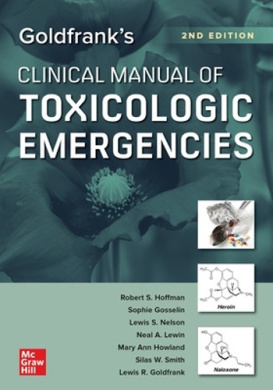 Goldfrank's
2ND EDITION
CLINICAL MANUAL OF
TOXICOLOGIC
EMERGENCIES
Robert S. Hoffman
Sophie Gosselin
Lewis S. Nelson
Neal A. Lewin
Mary Ann Howland
Silas W. Smith
Lewis R. Goldfrank
Heroin
Naloxone
Mc
Graw
Hill